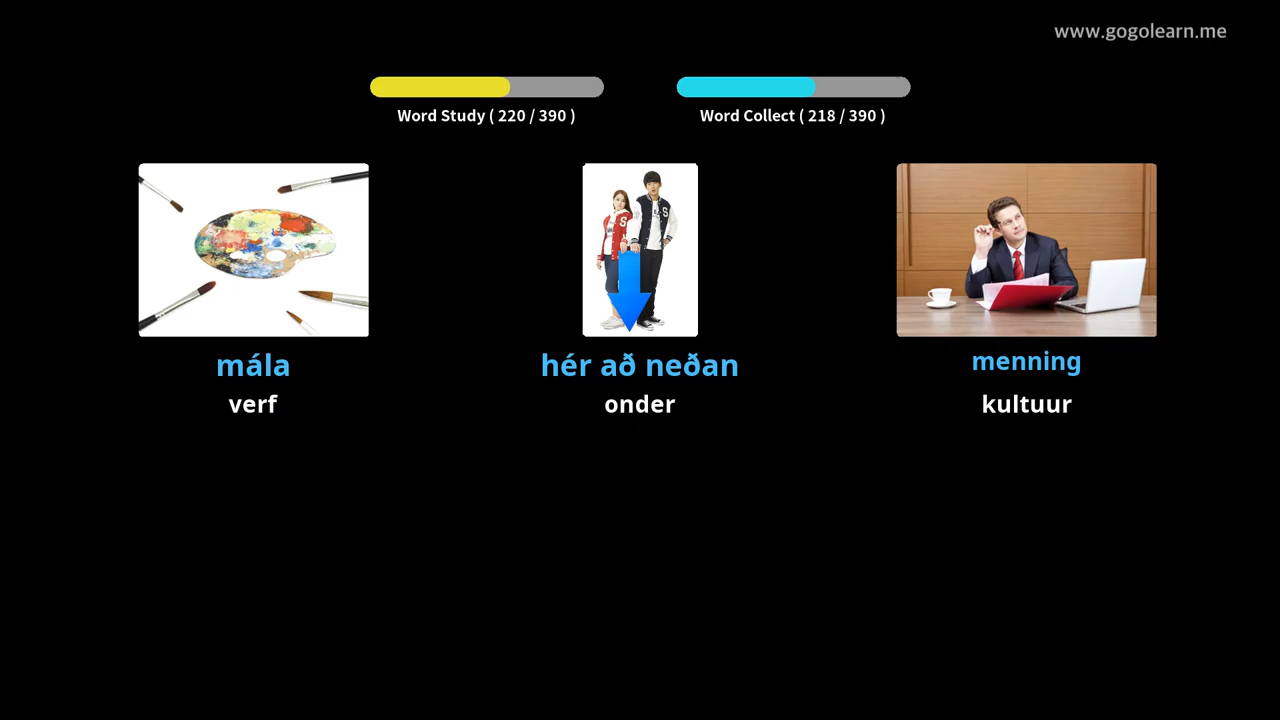 www.gogolearn.me
Word Study ( 220 / 390 )
Word Collect ( 218 / 390 )
mála
hér að neðan
menning
verf
onder
kultuur